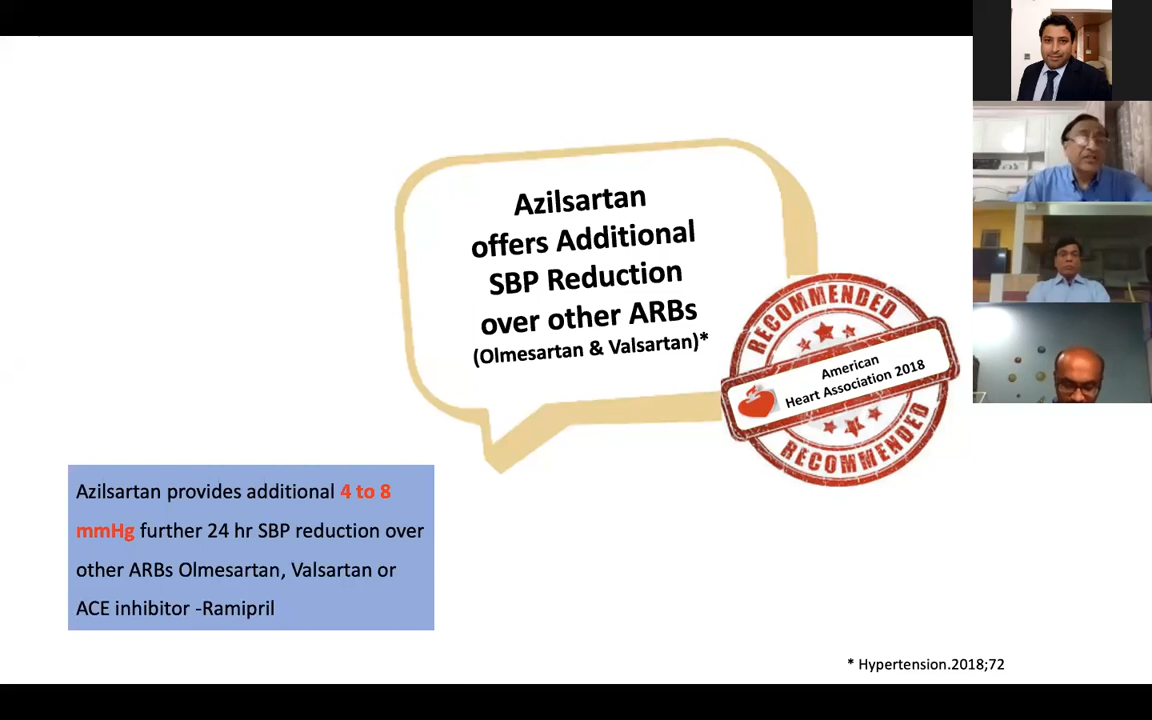 Azilsartan
offers Additional
SBP Reduction
over other ARBs
(Olmesartan & Valsartan)*
RECOMMENDED
American
Heart Association 2018
RECOMMENDED
Azilsartan provides additional 4 to 8
mmHg further 24 hr SBP reduction over
other ARBs Olmesartan, Valsartan or
ACE inhibitor -Ramipril
* Hypertension.2018;72